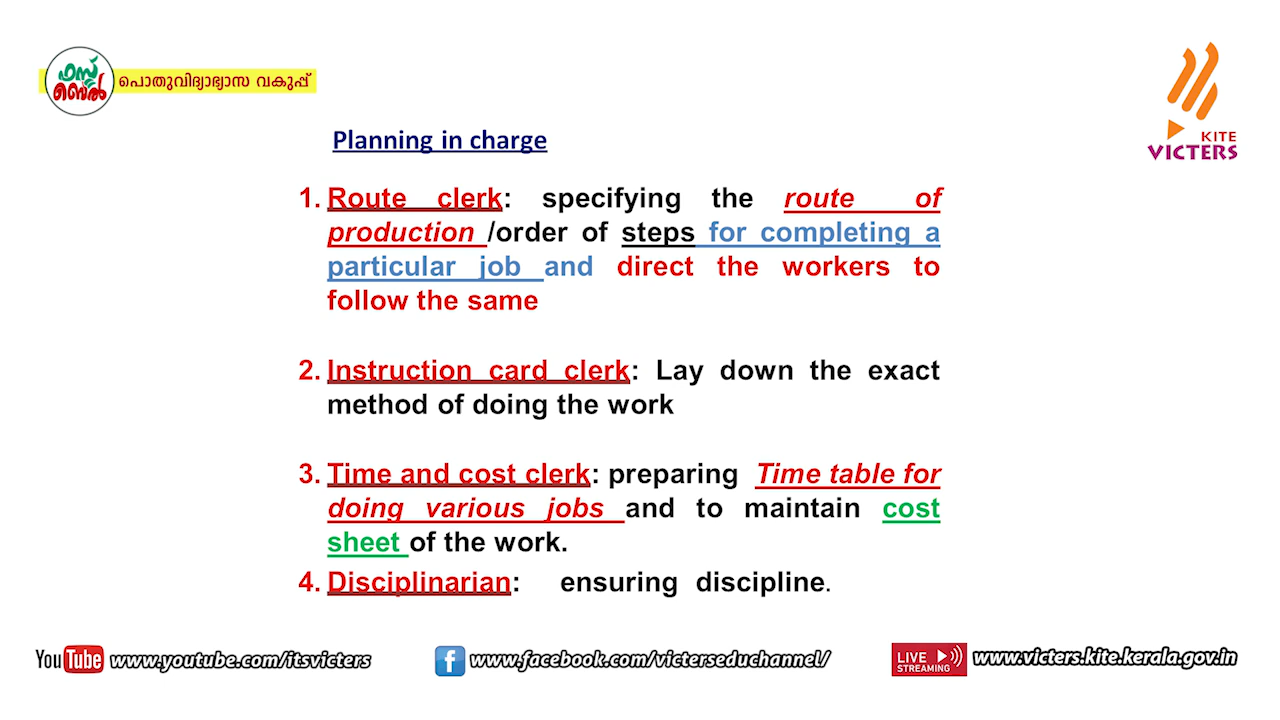 ഫസ്റ്റ്
ബെൽ
പൊതുവിദ്യാഭ്യാസ വകുപ്പ്
KITE
VICTERS
Planning in charge
1. Route clerk: specifying the route of
production /order of steps for completing a
particular job and direct the workers to
follow the same
2. Instruction card clerk: Lay down the exact
method of doing the work
3. Time and cost clerk: preparing Time table for
doing various jobs and to maintain cost
sheet of the work.
4. Disciplinarian: ensuring discipline.
YouTube www.youtube.com/itsvicters
f www.facebook.com/victerseduchannel/
LIVE STREAMING www.victers.kite.kerala.gov.in